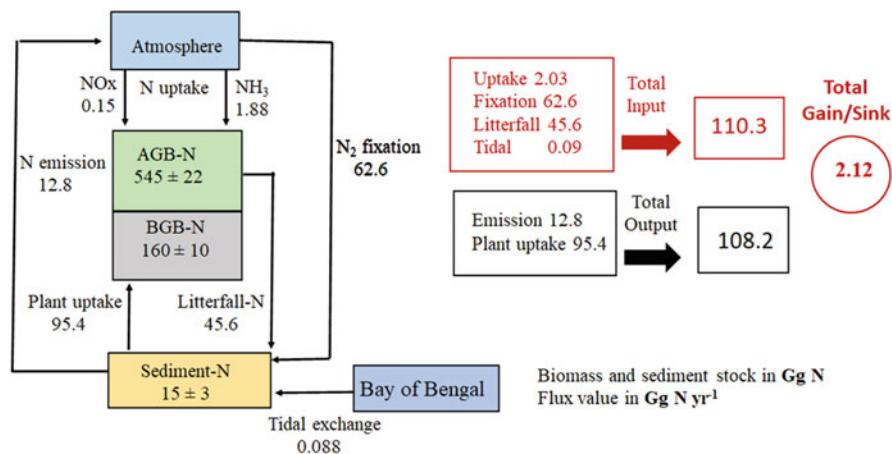 Atmosphere
NOx
0.15
N uptake
NH₃
1.88
N emission
12.8
AGB-N
545 ± 22
BGB-N
160 ± 10
N₂ fixation
62.6
Plant uptake
95.4
Litterfall-N
45.6
Sediment-N
15 ± 3
Bay of Bengal
Tidal exchange
0.088
Uptake 2.03
Fixation 62.6
Litterfall 45.6
Tidal 0.09
Total
Input
110.3
Total
Gain/Sink
2.12
Emission 12.8
Plant uptake 95.4
Total
Output
108.2
Biomass and sediment stock in Gg N
Flux value in Gg N yr⁻¹